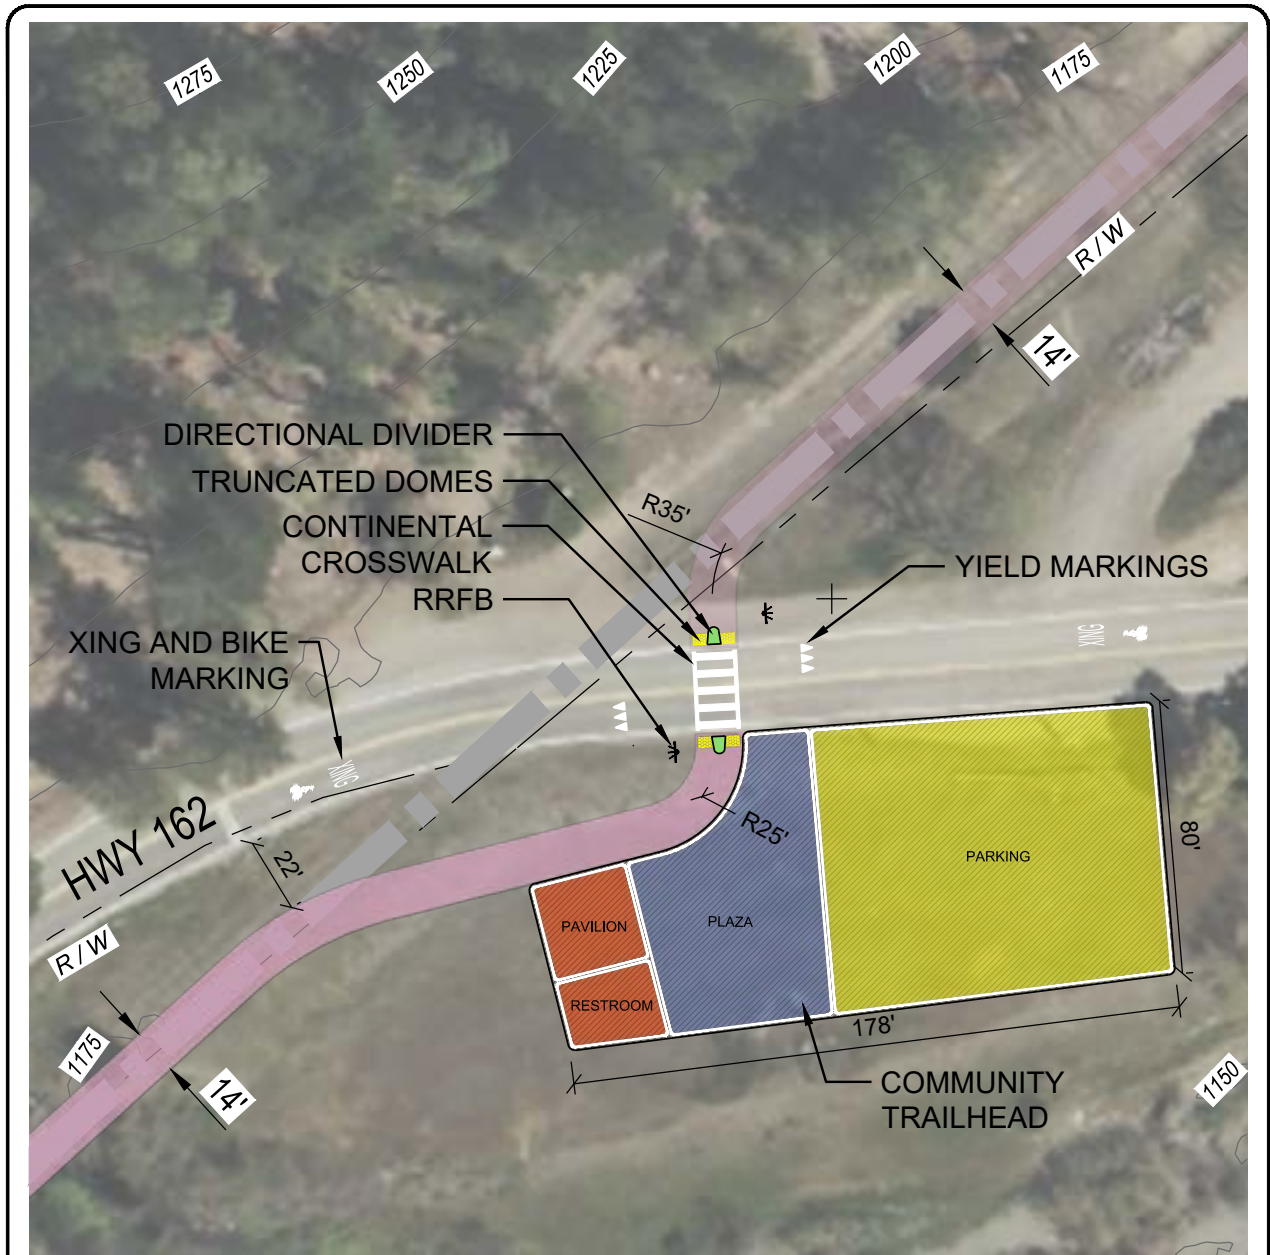 1275
1250
1225
1200
1175
R / W
14'
DIRECTIONAL DIVIDER
TRUNCATED DOMES
R35'
CONTINENTAL
CROSSWALK
YIELD MARKINGS
RRFB
XING AND BIKE
MARKING
XING
XING
HWY 162
R25'
80'
22'
PARKING
PLAZA
PAVILION
R / W
RESTROOM
178'
1175
14'
COMMUNITY
TRAILHEAD
1150